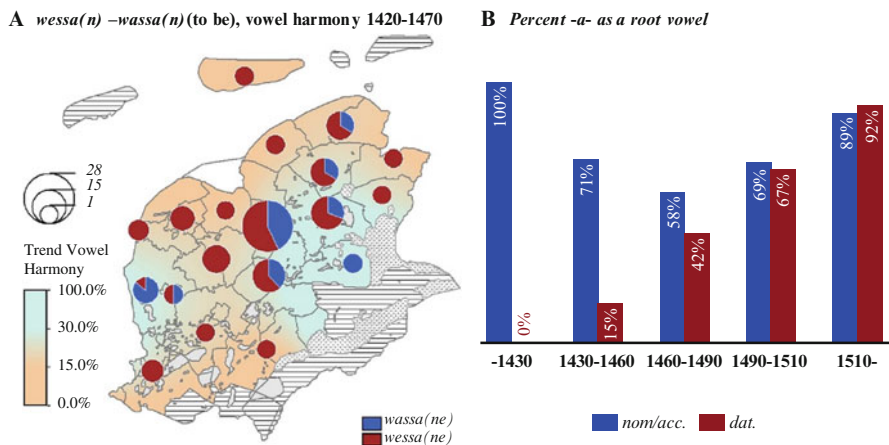 A wessa(n) –wassa(n) (to be), vowel harmony 1420-1470
28
15
1
Trend Vowel
Harmony
100.0%
30.0%
15.0%
0.0%
wassa(ne)
wessa(ne)
B Percent -a- as a root vowel
100%
0%
71%
15%
58%
42%
69%
67%
89%
92%
-1430 1430-1460 1460-1490 1490-1510 1510-
nom/acc. dat.